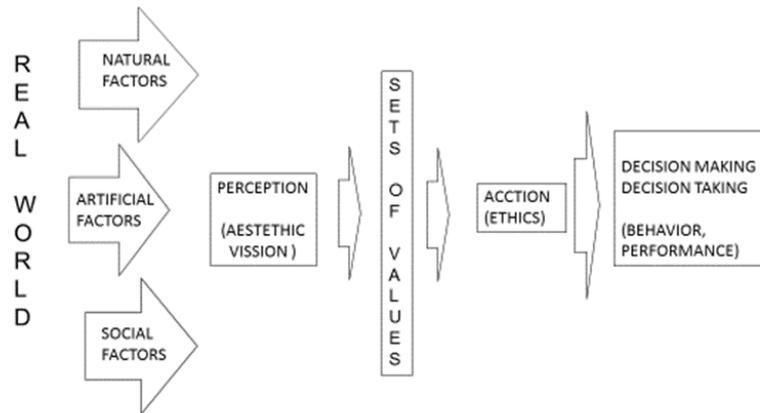 REAL WORLD
NATURAL
FACTORS
ARTIFICIAL
FACTORS
SOCIAL
FACTORS
PERCEPTION
(AESTETHIC
VISSION )
SETS OF VALUES
ACCTION
(ETHICS)
DECISION MAKING
DECISION TAKING
(BEHAVIOR,
PERFORMANCE)